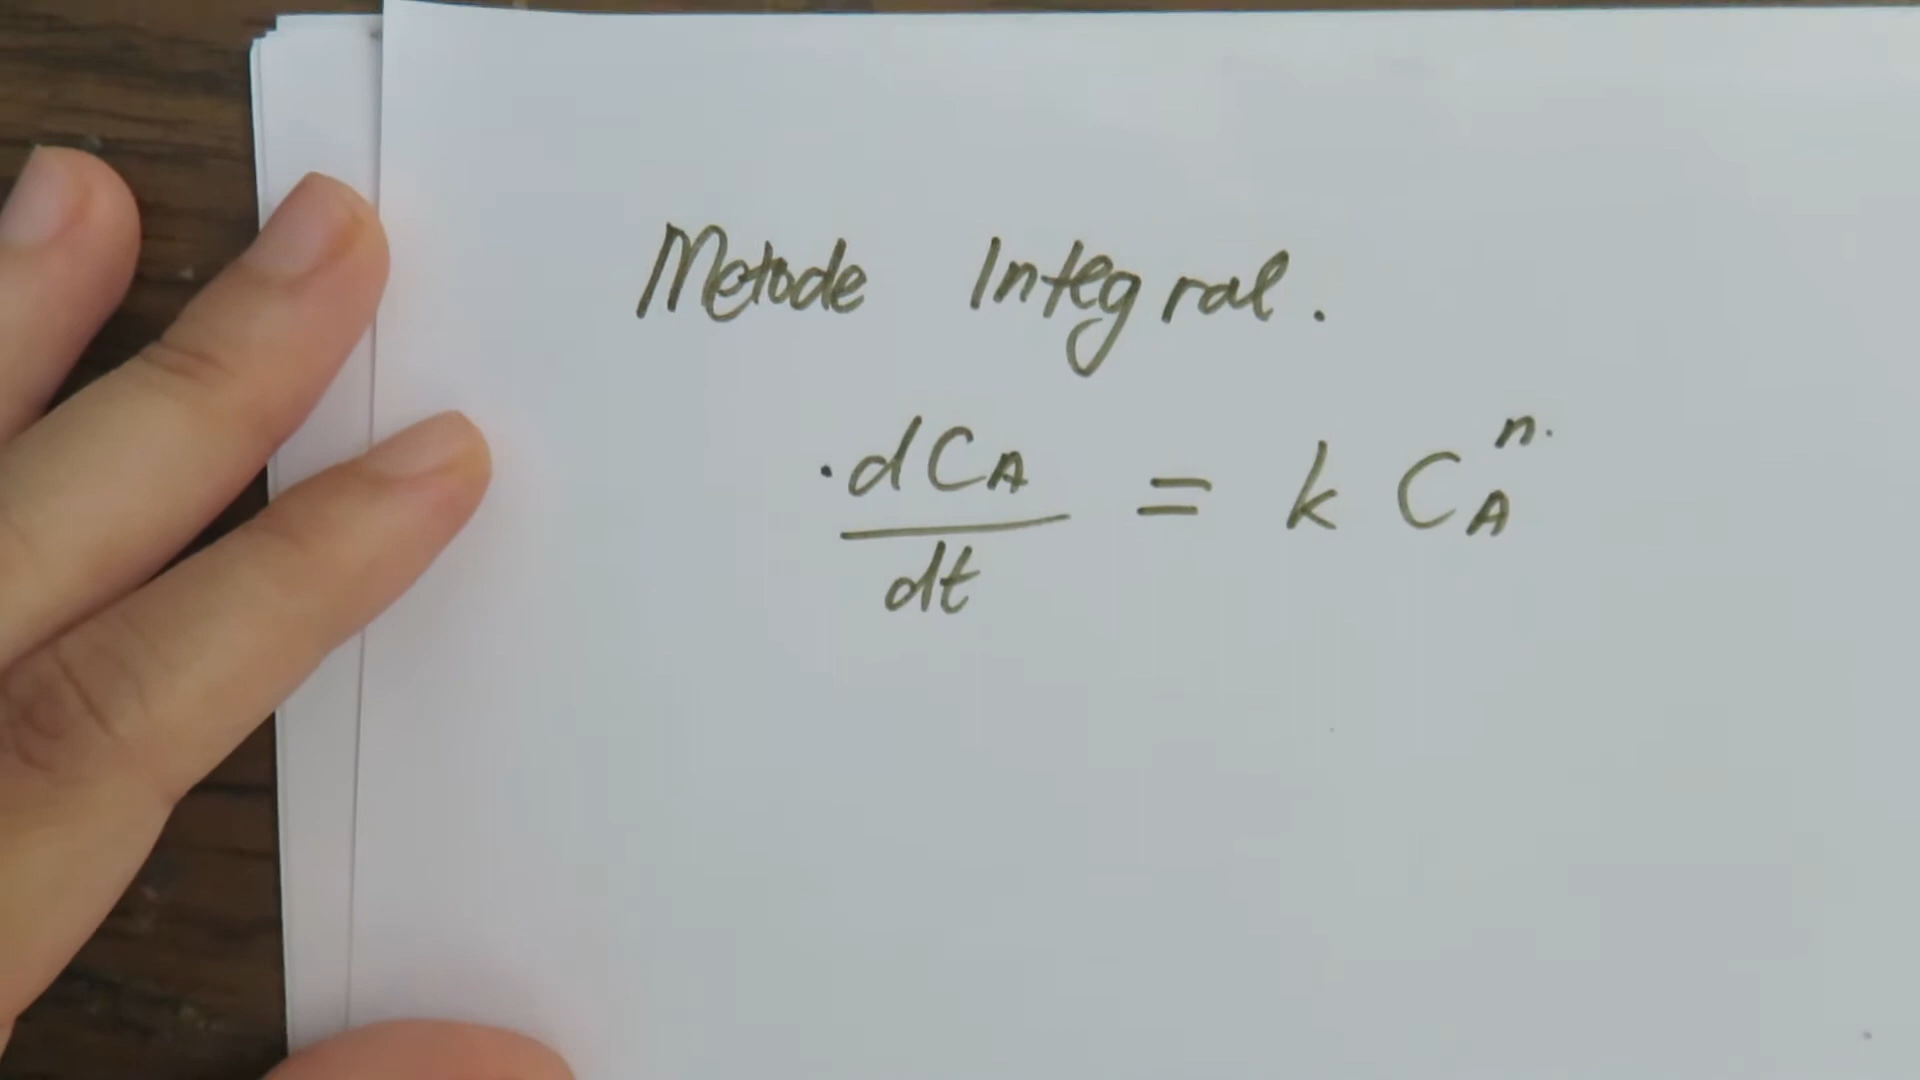 Metode Integral.
dCA/dt = k CA^n